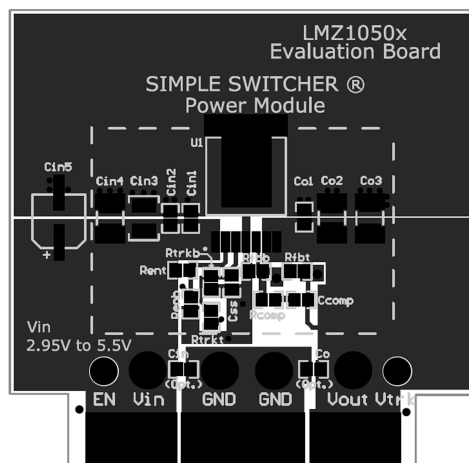 LMZ1050x
Evaluation Board
SIMPLE SWITCHER ®
Power Module
U1
Cin5
Cin4 Cin3 Cin2 Cin1
Co1 Co2 Co3
Rtrkb
Rent
Rfbt
Css
Rcomp
Ccomp
Rtrkt
Vin
2.95V to 5.5V
Cin
(Opt.)
Co
(Opt.)
EN Vin GND GND Vout Vtrk
+